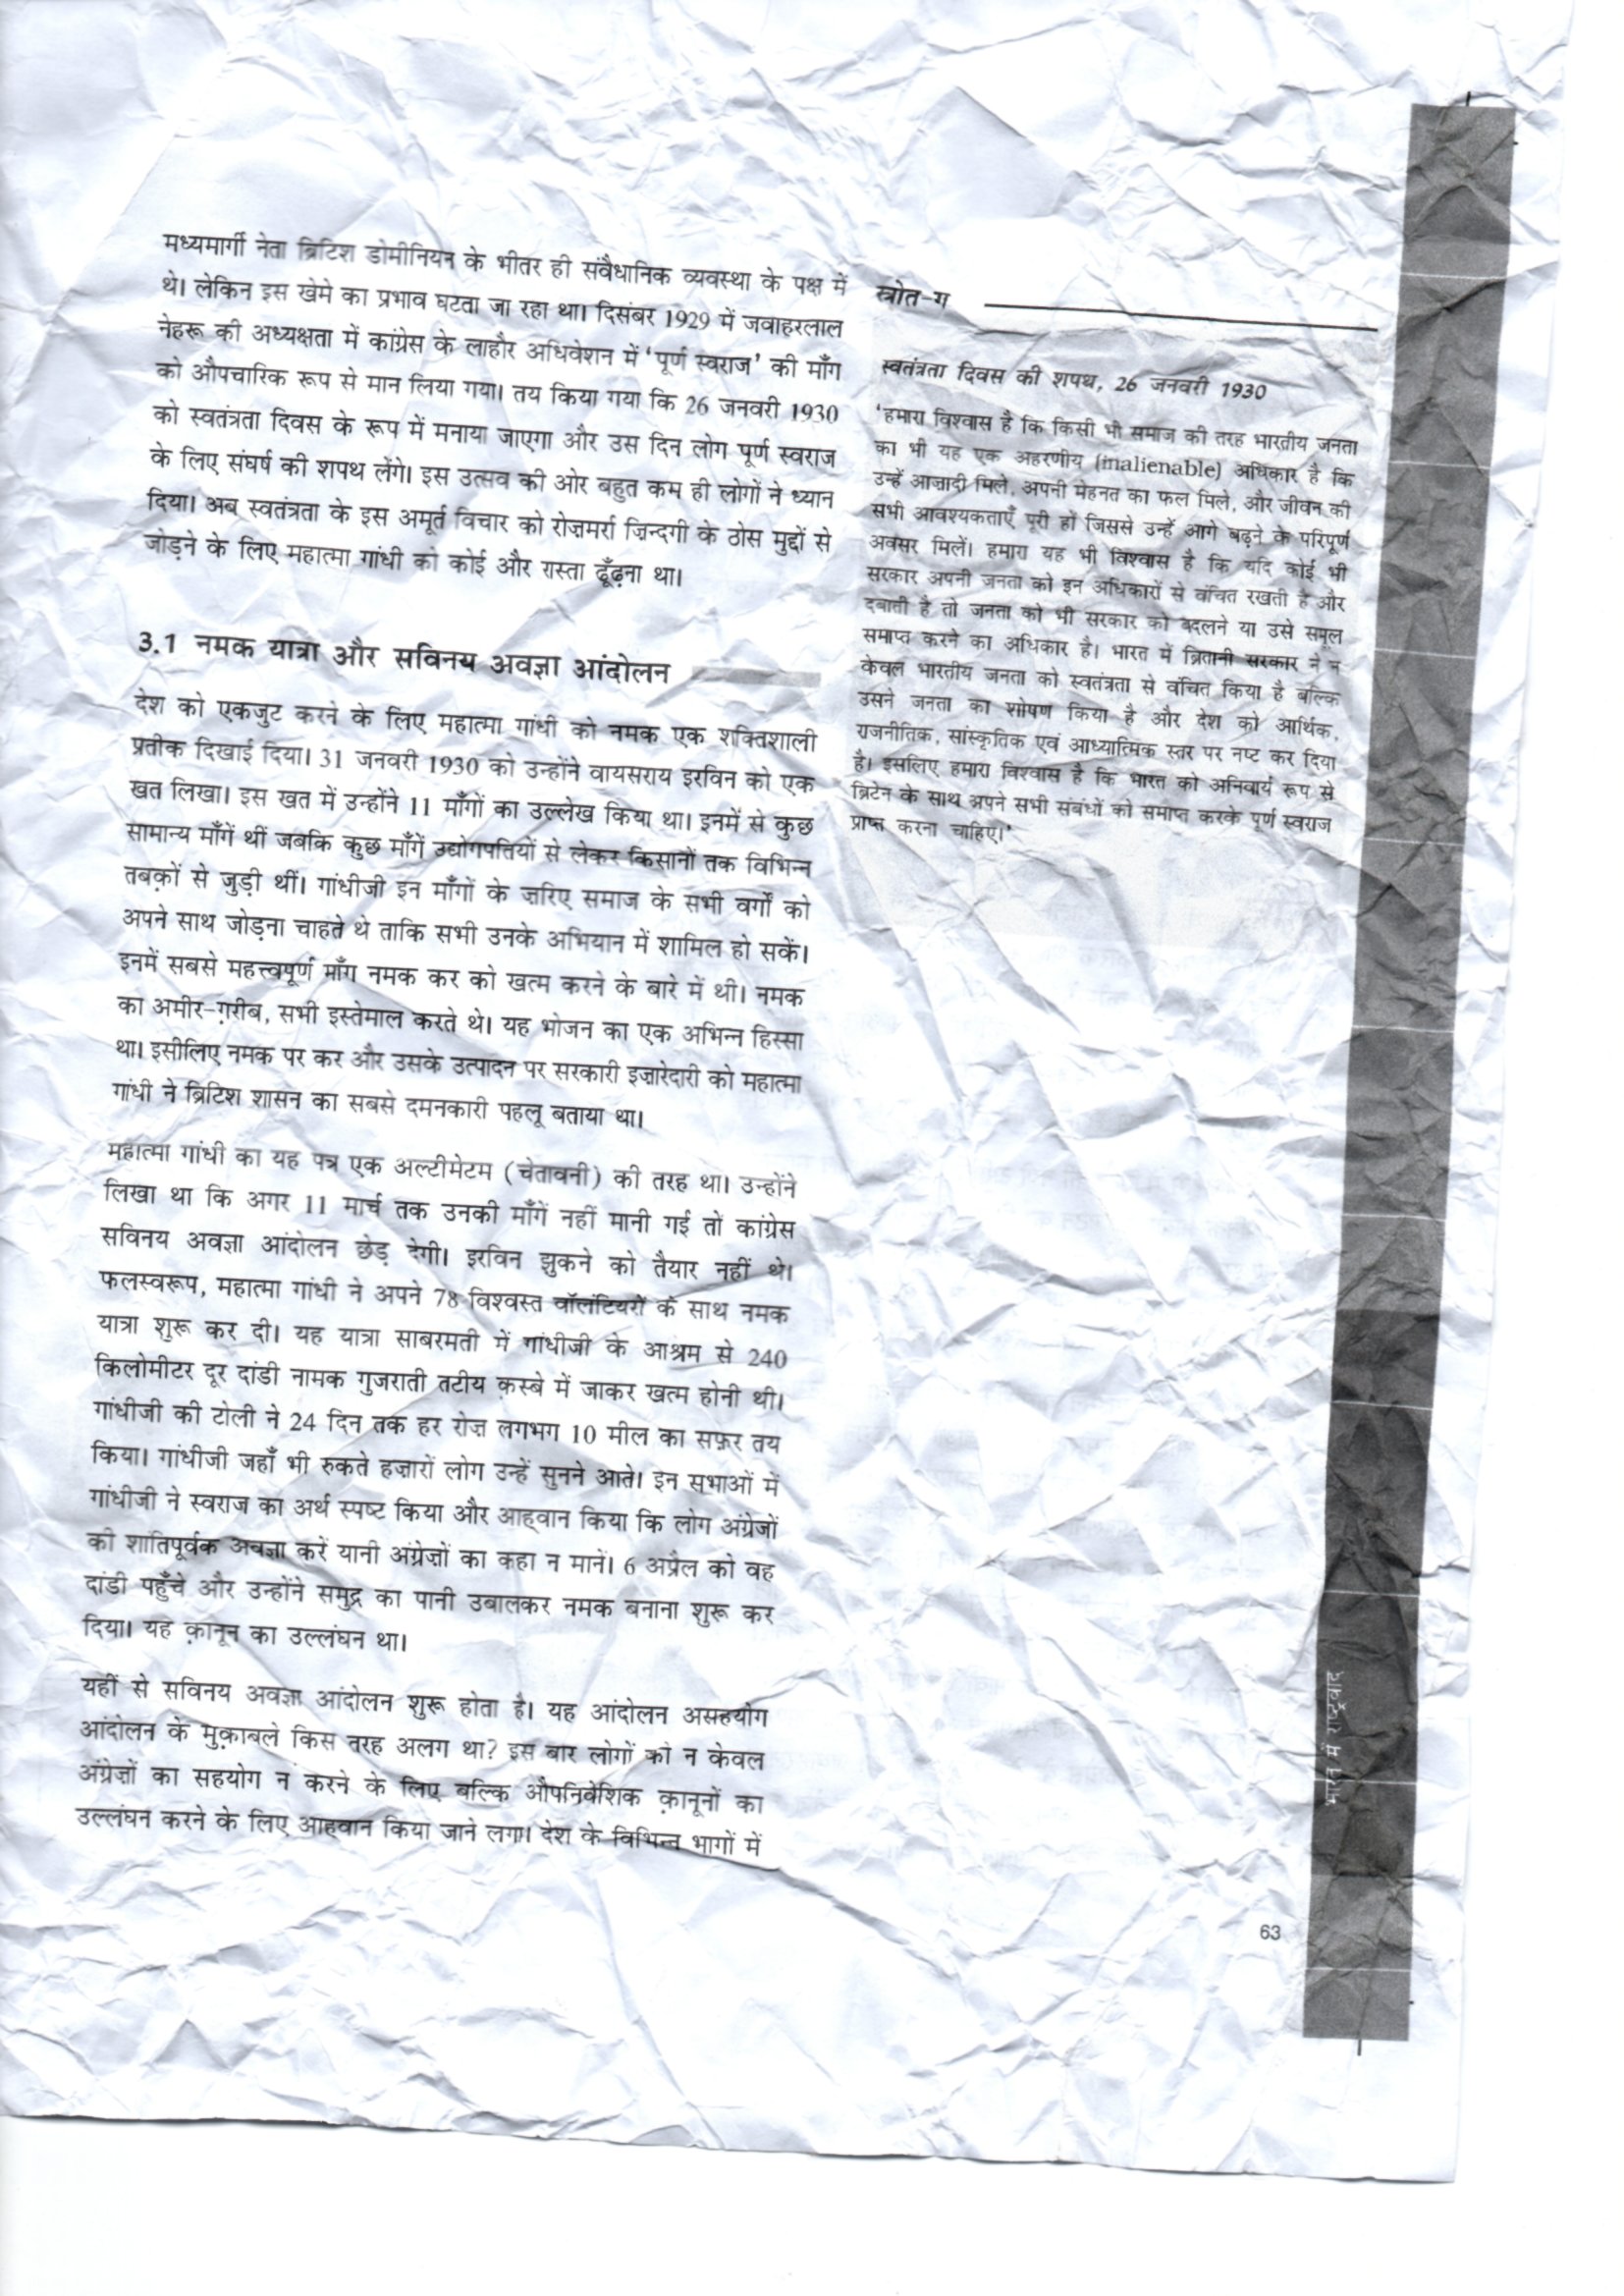 मध्यमार्गी नेता ब्रिटिश डोमीनियन के भीतर ही संवैधानिक व्यवस्था के पक्ष में
थे। लेकिन इस खेमे का प्रभाव घटता जा रहा था। दिसंबर 1929 में जवाहरलाल
नेहरू की अध्यक्षता में कांग्रेस के लाहौर अधिवेशन में ‘पूर्ण स्वराज’ की माँग
को औपचारिक रूप से मान लिया गया। तय किया गया कि 26 जनवरी 1930
को स्वतंत्रता दिवस के रूप में मनाया जाएगा और उस दिन लोग पूर्ण स्वराज
के लिए संघर्ष की शपथ लेंगे। इस उत्सव की ओर बहुत कम ही लोगों ने ध्यान
दिया। अब स्वतंत्रता के इस अमूर्त विचार को रोज़मर्रा ज़िन्दगी के ठोस मुद्दों से
जोड़ने के लिए महात्मा गांधी को कोई और रास्ता ढूँढ़ना था।
3.1 नमक यात्रा और सविनय अवज्ञा आंदोलन
देश को एकजुट करने के लिए महात्मा गांधी को नमक एक शक्तिशाली
प्रतीक दिखाई दिया। 31 जनवरी 1930 को उन्होंने वायसराय इरविन को एक
खत लिखा। इस खत में उन्होंने 11 माँगों का उल्लेख किया था। इनमें से कुछ
सामान्य माँगें थीं जबकि कुछ माँगें उद्योगपतियों से लेकर किसानों तक विभिन्न
तबक़ों से जुड़ी थीं। गांधीजी इन माँगों के ज़रिए समाज के सभी वर्गों को
अपने साथ जोड़ना चाहते थे ताकि सभी उनके अभियान में शामिल हो सकें।
इनमें सबसे महत्त्वपूर्ण माँग नमक कर को खत्म करने के बारे में थी। नमक
का अमीर-ग़रीब, सभी इस्तेमाल करते थे। यह भोजन का एक अभिन्न हिस्सा
था। इसीलिए नमक पर कर और उसके उत्पादन पर सरकारी इज़ारेदारी को महात्मा
गांधी ने ब्रिटिश शासन का सबसे दमनकारी पहलू बताया था।
महात्मा गांधी का यह पत्र एक अल्टीमेटम (चेतावनी) की तरह था। उन्होंने
लिखा था कि अगर 11 मार्च तक उनकी माँगें नहीं मानी गई तो कांग्रेस
सविनय अवज्ञा आंदोलन छेड़ देगी। इरविन झुकने को तैयार नहीं थे।
फलस्वरूप, महात्मा गांधी ने अपने 78 विश्वस्त वॉलंटियरों के साथ नमक
यात्रा शुरू कर दी। यह यात्रा साबरमती में गांधीजी के आश्रम से 240
किलोमीटर दूर दांडी नामक गुजराती तटीय क़स्बे में जाकर खत्म होनी थी।
गांधीजी की टोली ने 24 दिन तक हर रोज़ लगभग 10 मील का सफ़र तय
किया। गांधीजी जहाँ भी रुकते हज़ारों लोग उन्हें सुनने आते। इन सभाओं में
गांधीजी ने स्वराज का अर्थ स्पष्ट किया और आह्वान किया कि लोग अंग्रेजों
की शांतिपूर्वक अवज्ञा करें यानी अंग्रेज़ों का कहा न मानें। 6 अप्रैल को वह
दांडी पहुँचे और उन्होंने समुद्र का पानी उबालकर नमक बनाना शुरू कर
दिया। यह क़ानून का उल्लंघन था।
यहीं से सविनय अवज्ञा आंदोलन शुरू होता है। यह आंदोलन असहयोग
आंदोलन के मुक़ाबले किस तरह अलग था? इस बार लोगों को न केवल
अंग्रेज़ों का सहयोग न करने के लिए बल्कि औपनिवेशिक क़ानूनों का
उल्लंघन करने के लिए आह्वान किया जाने लगा। देश के विभिन्न भागों में
स्रोत-ग
स्वतंत्रता दिवस की शपथ, 26 जनवरी 1930
‘हमारा विश्वास है कि किसी भी समाज की तरह भारतीय जनता
का भी यह एक अहरणीय (inalienable) अधिकार है कि
उन्हें आज़ादी मिले, अपनी मेहनत का फल मिले, और जीवन की
सभी आवश्यकताएँ पूरी हों जिससे उन्हें आगे बढ़ने के परिपूर्ण
अवसर मिलें। हमारा यह भी विश्वास है कि यदि कोई भी
सरकार अपनी जनता को इन अधिकारों से वंचित रखती है और
दबाती है तो जनता को भी सरकार को बदलने या उसे समूल
समाप्त करने का अधिकार है। भारत में ब्रितानी सरकार ने न
केवल भारतीय जनता को स्वतंत्रता से वंचित किया है बल्कि
उसने जनता का शोषण किया है और देश को आर्थिक,
राजनीतिक, सांस्कृतिक एवं आध्यात्मिक स्तर पर नष्ट कर दिया
है। इसलिए हमारा विश्वास है कि भारत को अनिवार्य रूप से
ब्रिटेन के साथ अपने सभी संबंधों को समाप्त करके पूर्ण स्वराज
प्राप्त करना चाहिए।’
भारत में राष्ट्रवाद
63